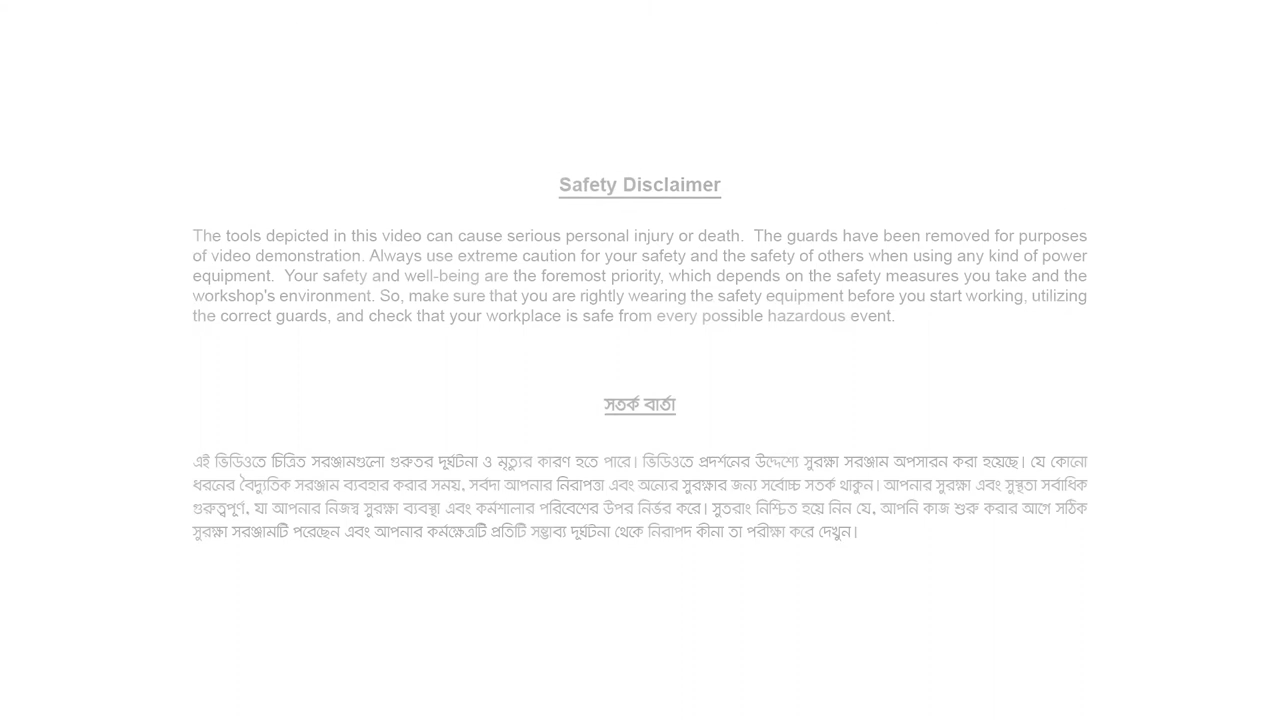 Safety Disclaimer
The tools depicted in this video can cause serious personal injury or death.  The guards have been removed for purposes
of video demonstration. Always use extreme caution for your safety and the safety of others when using any kind of power
equipment.  Your safety and well-being are the foremost priority, which depends on the safety measures you take and the
workshop's environment. So, make sure that you are rightly wearing the safety equipment before you start working, utilizing
the correct guards, and check that your workplace is safe from every possible hazardous event.
সতর্ক বার্তা
এই ভিডিওতে চিত্রিত সরঞ্জামগুলো গুরুতর দূর্ঘটনা ও মৃত্যুর কারণ হতে পারে। ভিডিওতে প্রদর্শনের উদ্দেশ্যে সুরক্ষা সরঞ্জাম অপসারন করা হয়েছে। যে কোনো
ধরনের বৈদ্যুতিক সরঞ্জাম ব্যবহার করার সময়, সর্বদা আপনার নিরাপত্তা এবং অন্যের সুরক্ষার জন্য সর্বোচ্চ সতর্ক থাকুন। আপনার সুরক্ষা এবং সুস্থতা সর্বাধিক
গুরুত্বপূর্ণ, যা আপনার নিজস্ব সুরক্ষা ব্যবস্থা এবং কর্মশালার পরিবেশের উপর নির্ভর করে। সুতরাং নিশ্চিত হয়ে নিন যে, আপনি কাজ শুরু করার আগে সঠিক
সুরক্ষা সরঞ্জামটি পরেছেন এবং আপনার কর্মক্ষেত্রটি প্রতিটি সম্ভাব্য দূর্ঘটনা থেকে নিরাপদ কীনা তা পরীক্ষা করে দেখুন।